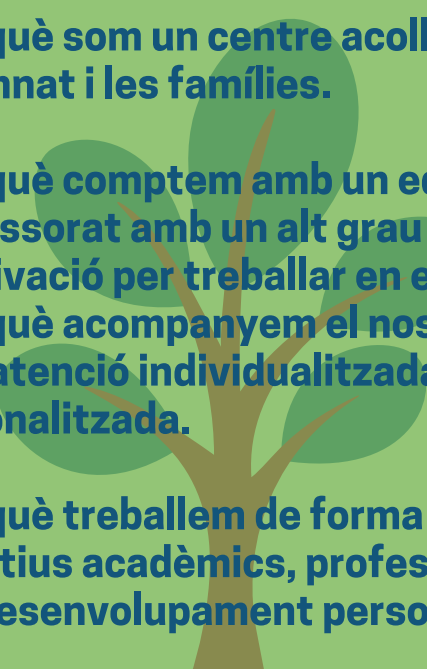 què som un centre acoll
nnat i les famílies.
què comptem amb un e
ssorat amb un alt grau
ivació per treballar en e
què acompanyem el nos
atenció individualitzada
onalitzada.
què treballem de forma
tius acadèmics, profes
esenvolupament perso